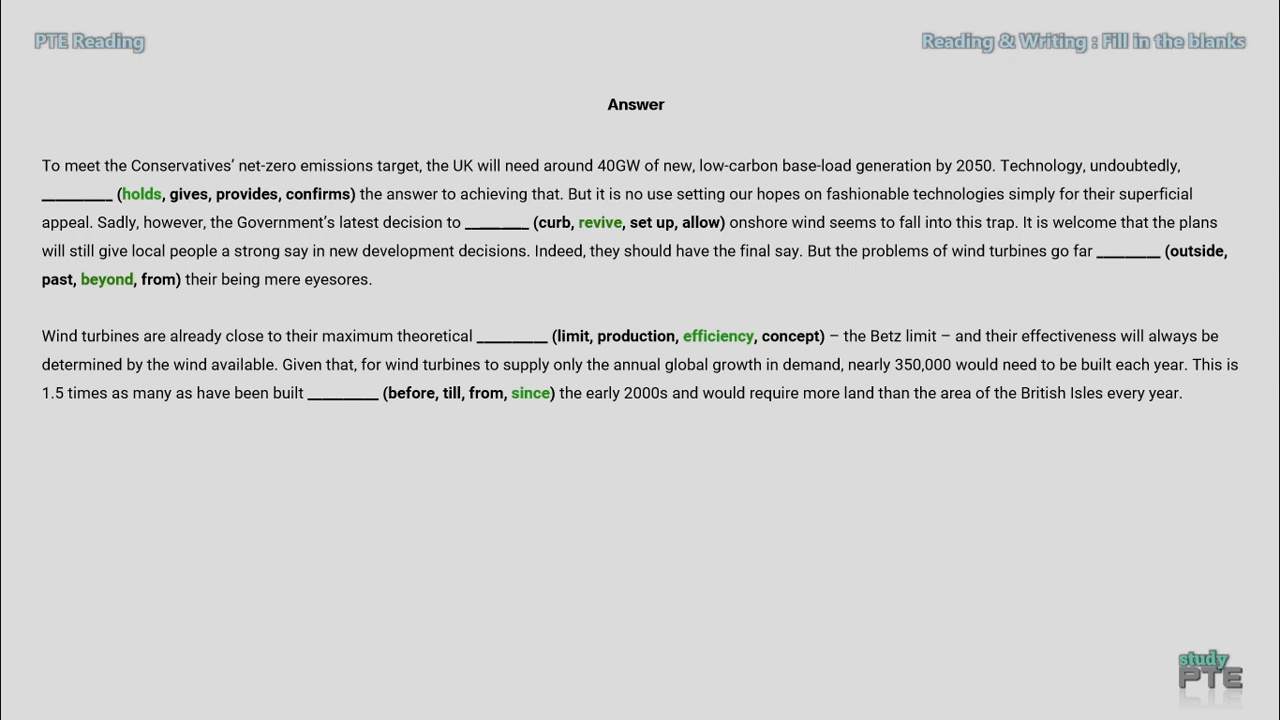 PTE Reading
Reading & Writing : Fill in the blanks
Answer
To meet the Conservatives’ net-zero emissions target, the UK will need around 40GW of new, low-carbon base-load generation by 2050. Technology, undoubtedly,
________ (holds, gives, provides, confirms) the answer to achieving that. But it is no use setting our hopes on fashionable technologies simply for their superficial
appeal. Sadly, however, the Government’s latest decision to _______ (curb, revive, set up, allow) onshore wind seems to fall into this trap. It is welcome that the plans
will still give local people a strong say in new development decisions. Indeed, they should have the final say. But the problems of wind turbines go far _______ (outside,
past, beyond, from) their being mere eyesores.
Wind turbines are already close to their maximum theoretical ________ (limit, production, efficiency, concept) – the Betz limit – and their effectiveness will always be
determined by the wind available. Given that, for wind turbines to supply only the annual global growth in demand, nearly 350,000 would need to be built each year. This is
1.5 times as many as have been built ________ (before, till, from, since) the early 2000s and would require more land than the area of the British Isles every year.
study
PTE